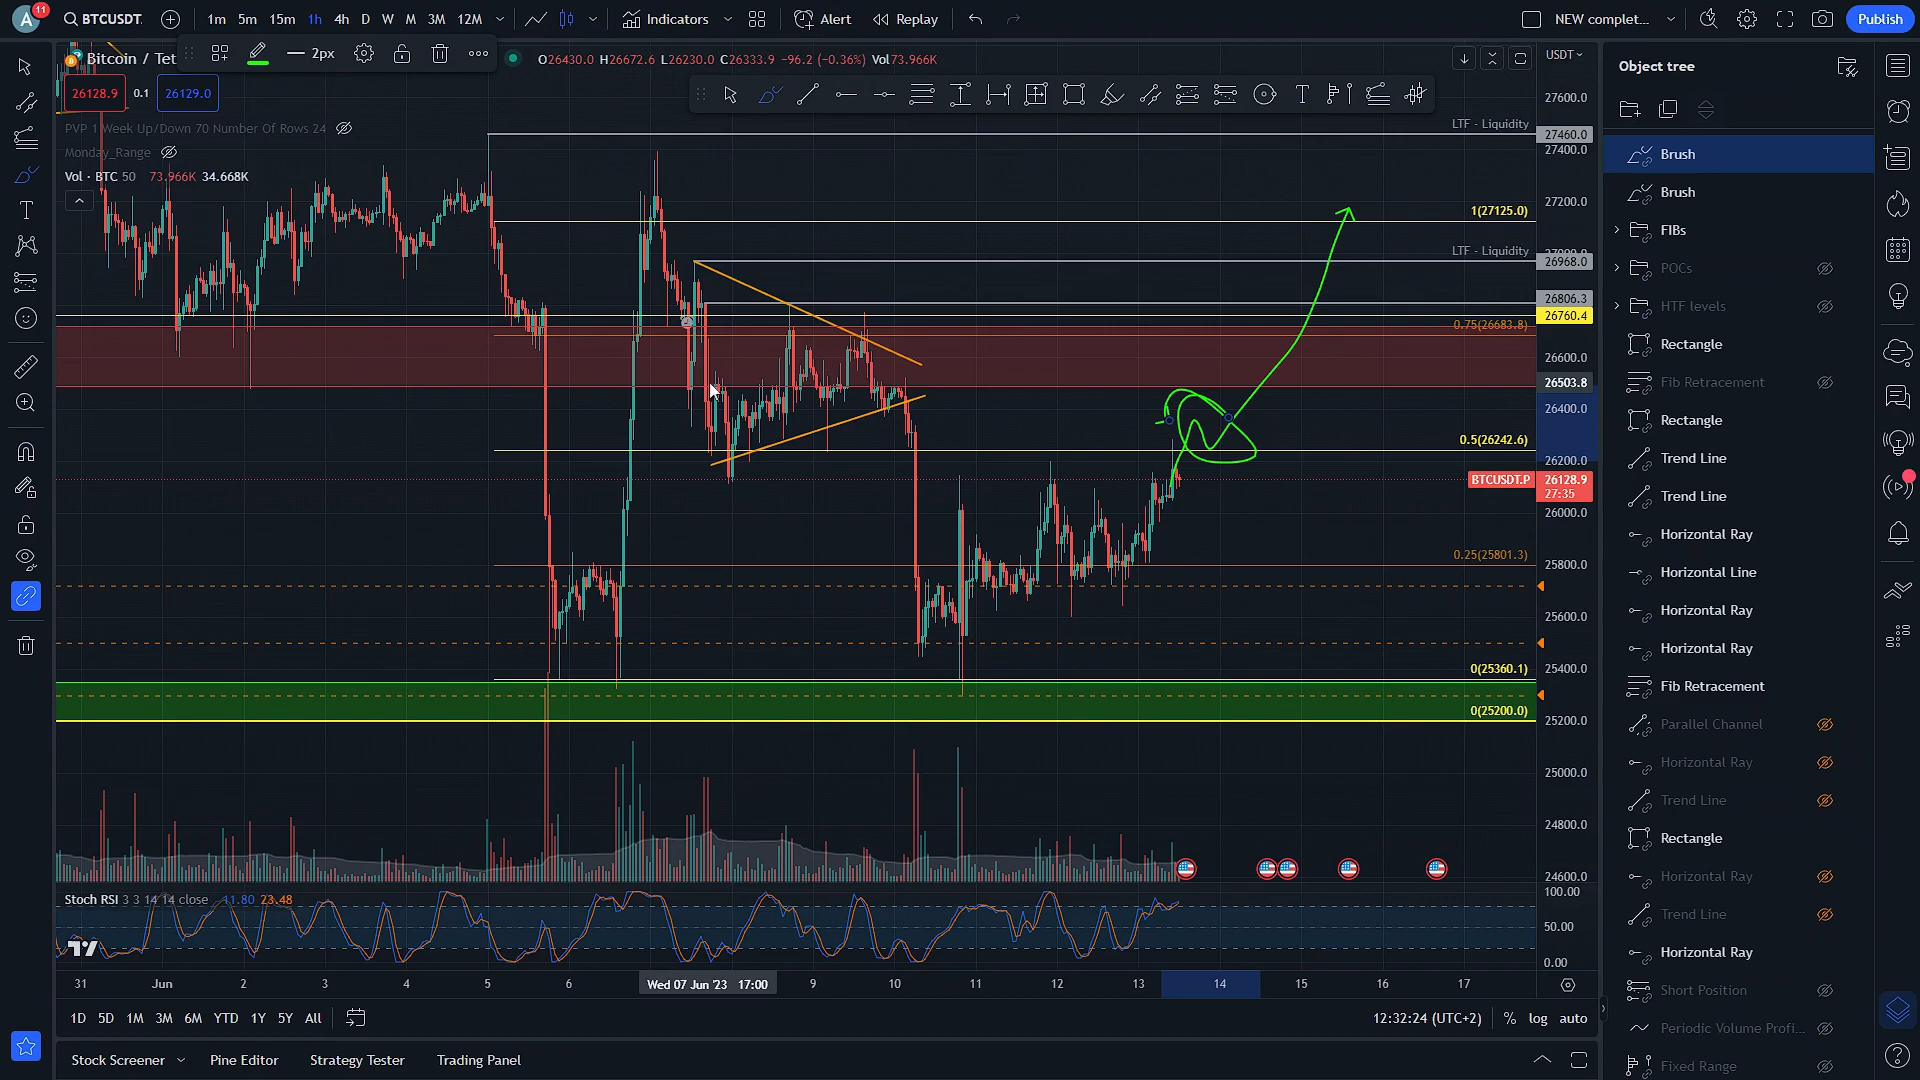 A 11 BTCUSDT. 1m 5m 15m 1h 4h D W M 3M 12M Indicators Alert Replay NEW complet... Publish
Bitcoin / Tet 2px O26430.0 H26672.6 L26230.0 C26333.9 −96.2 (−0.36%) Vol73.966K USDT Object tree
26128.9 0.1 26129.0
PVP 1 Week Up/Down 70 Number Of Rows 24
Monday_Range
Vol · BTC 50 73.966K 34.668K
LTF - Liquidity
1(27125.0)
LTF - Liquidity
0.75(26683.8)
0.5(26242.6)
BTCUSDT.P 26128.9
27:35
0.25(25801.3)
0(25360.1)
0(25200.0)
27600.0
27460.0
27400.0
27200.0
27000.0
26968.0
26806.3
26760.4
26600.0
26503.8
26400.0
26200.0
26000.0
25800.0
25600.0
25400.0
25200.0
25000.0
24800.0
24600.0
Stoch RSI 3 3 14 14 close 11.80 23.48
100.00
50.00
0.00
31 Jun 2 3 4 5 6 Wed 07 Jun '23 17:00 9 10 11 12 13 14 15 16 17
1D 5D 1M 3M 6M YTD 1Y 5Y All 12:32:24 (UTC+2) % log auto
Stock Screener Pine Editor Strategy Tester Trading Panel
Brush
Brush
FIBs
POCs
HTF levels
Rectangle
Fib Retracement
Rectangle
Trend Line
Trend Line
Horizontal Ray
Horizontal Line
Horizontal Ray
Horizontal Ray
Fib Retracement
Parallel Channel
Horizontal Ray
Trend Line
Rectangle
Horizontal Ray
Trend Line
Horizontal Ray
Short Position
Periodic Volume Profi...
Fixed Range